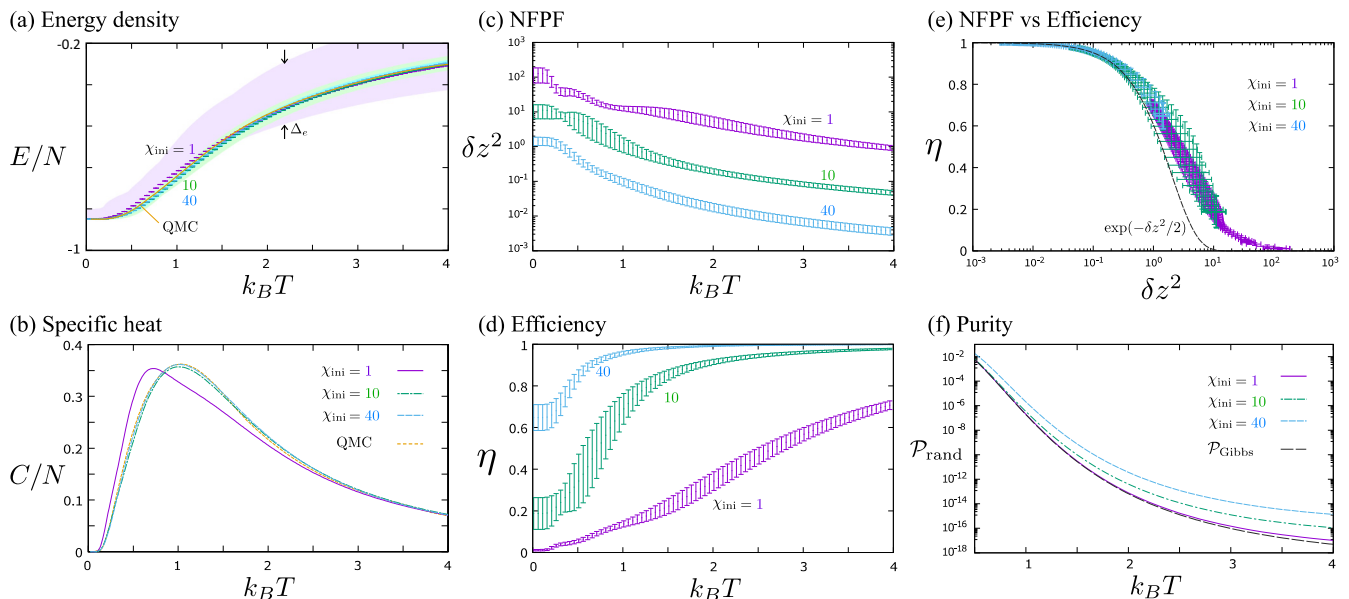 (a) Energy density
-0.2
E/N
Δe
χini = 1
10
40
QMC
-1
0 1 2 3 4
kBT
(b) Specific heat
0.4
0.3
0.2
0.1
0
C/N
χini = 1
χini = 10
χini = 40
QMC
0 1 2 3 4
kBT
(c) NFPF
10³
10²
10¹
10⁰
10⁻¹
10⁻²
10⁻³
δz²
χini = 1
10
40
0 1 2 3 4
kBT
(d) Efficiency
1
0.8
0.6
0.4
0.2
0
η
40
10
χini = 1
0 1 2 3 4
kBT
(e) NFPF vs Efficiency
1
0.8
0.6
0.4
0.2
0
η
χini = 1
χini = 10
χini = 40
exp(−δz²/2)
10⁻³ 10⁻² 10⁻¹ 10⁰ 10¹ 10² 10³
δz²
(f) Purity
10⁻²
10⁻⁴
10⁻⁶
10⁻⁸
10⁻¹⁰
10⁻¹²
10⁻¹⁴
10⁻¹⁶
10⁻¹⁸
Prand
χini = 1
χini = 10
χini = 40
PGibbs
1 2 3 4
kBT